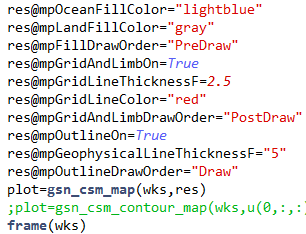 res@mpOceanFillColor="lightblue"
res@mpLandFillColor="gray"
res@mpFillDrawOrder="PreDraw"
res@mpGridAndLimbOn=True
res@mpGridLineThicknessF=2.5
res@mpGridLineColor="red"
res@mpGridAndLimbDrawOrder="PostDraw"
res@mpOutlineOn=True
res@mpGeophysicalLineThicknessF="5"
res@mpOutlineDrawOrder="Draw"
plot=gsn_csm_map(wks,res)
;plot=gsn_csm_contour_map(wks,u(0,:,:
frame(wks)